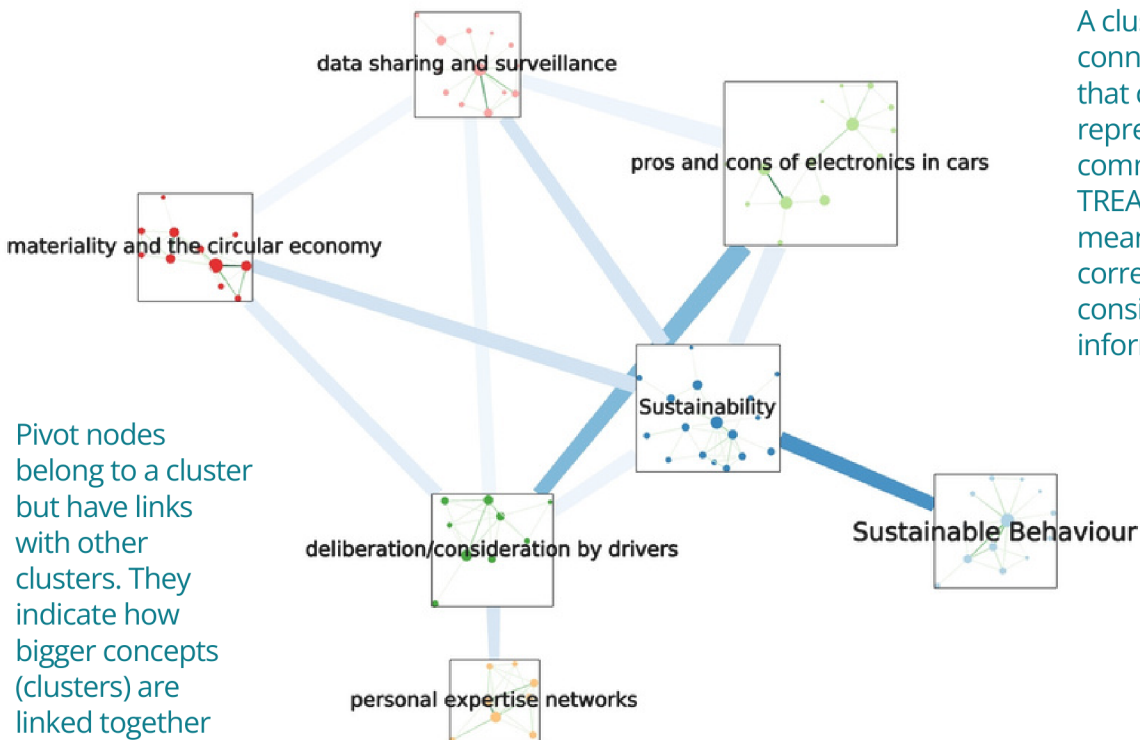 data sharing and surveillance
pros and cons of electronics in cars
materiality and the circular economy
Sustainability
Sustainable Behaviour
deliberation/consideration by drivers
personal expertise networks
Pivot nodes
belong to a cluster
but have links
with other
clusters. They
indicate how
bigger concepts
(clusters) are
linked together
A
that